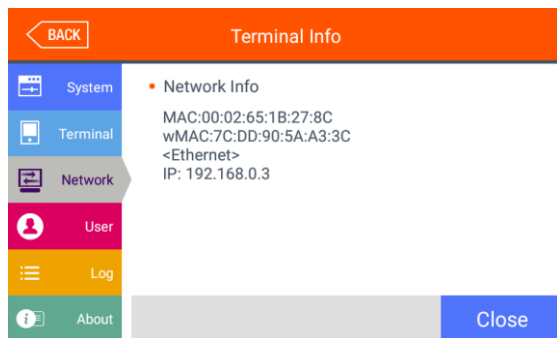 BACK
Terminal Info
System
Terminal
Network
User
Log
About
• Network Info
MAC:00:02:65:1B:27:8C
wMAC:7C:DD:90:5A:A3:3C
<Ethernet>
IP: 192.168.0.3
Close